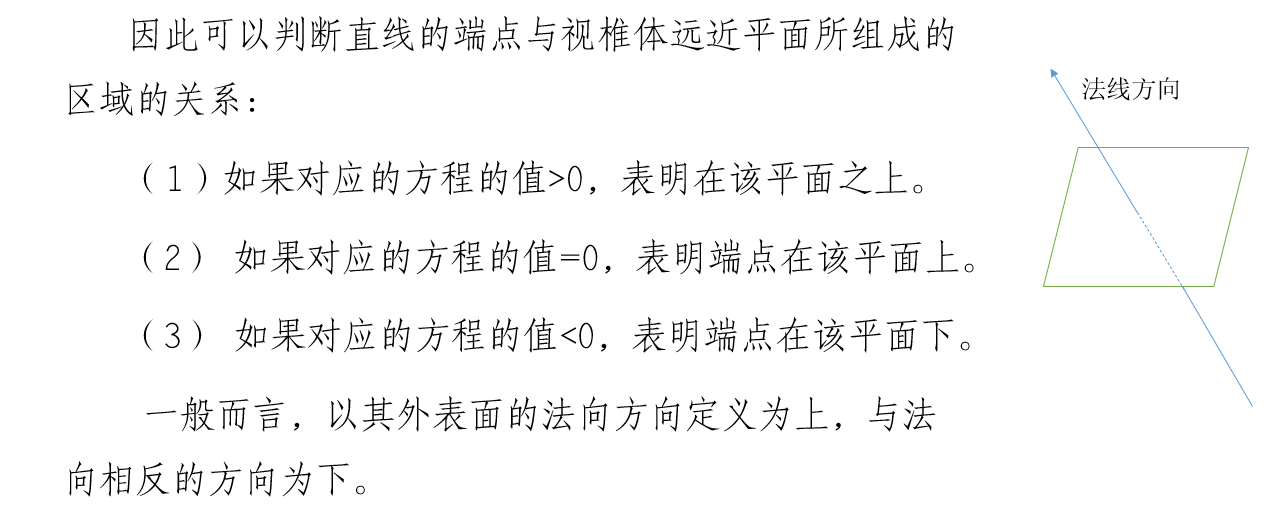 因此可以判断直线的端点与视椎体远近平面所组成的
区域的关系：
（1）如果对应的方程的值>0，表明在该平面之上。
（2） 如果对应的方程的值=0，表明端点在该平面上。
（3） 如果对应的方程的值<0，表明端点在该平面下。
一般而言，以其外表面的法向方向定义为上，与法
向相反的方向为下。
法线方向